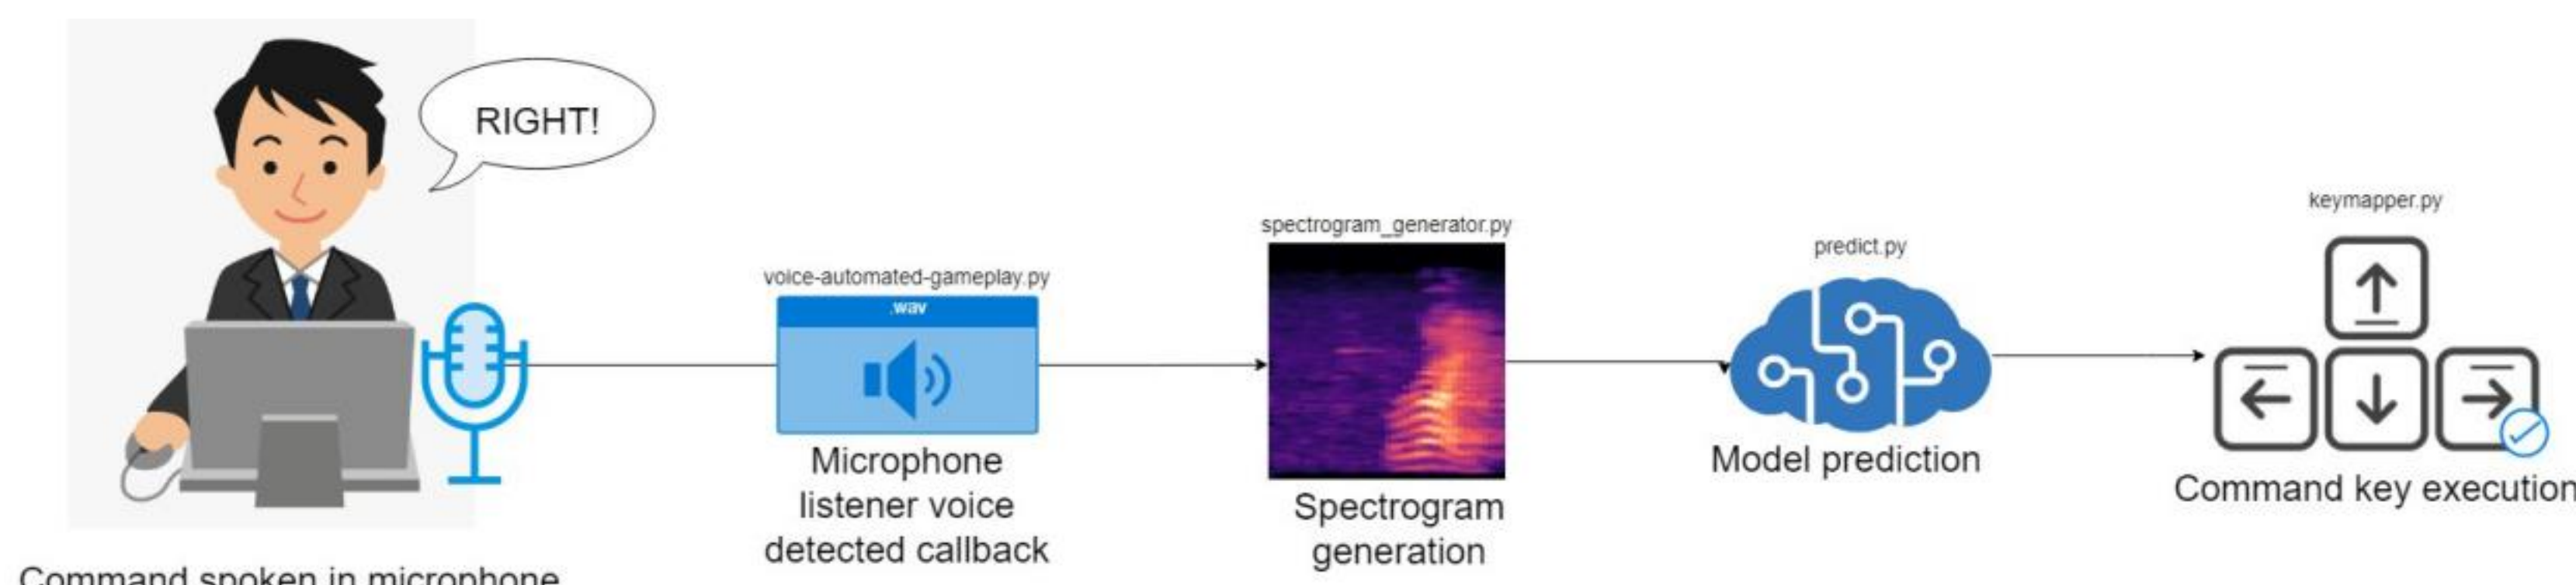 RIGHT!
Command spoken in microphone
voice-automated-gameplay.py
.wav
Microphone
listener voice
detected callback
spectrogram_generator.py
Spectrogram
generation
predict.py
Model prediction
keymapper.py
Command key execution